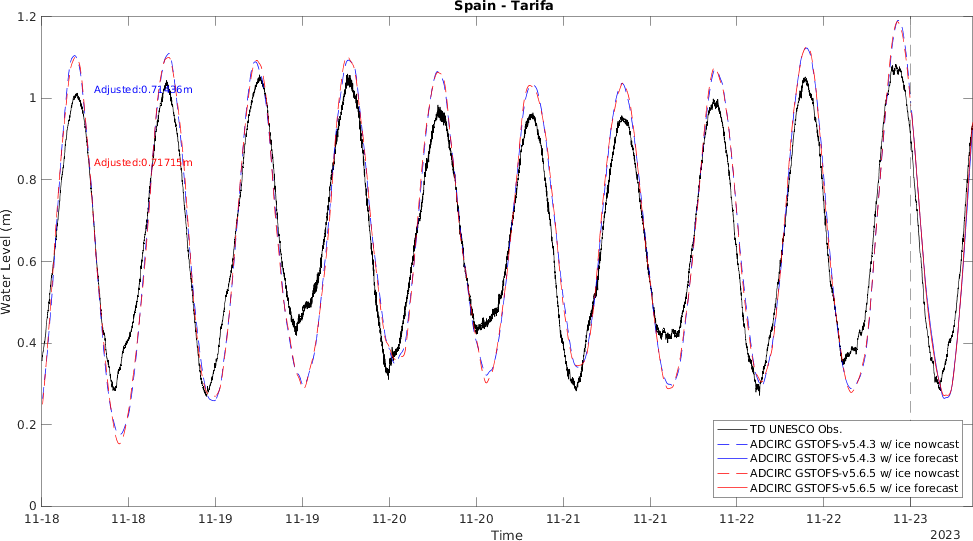 Spain - Tarifa
1.2
1
0.8
0.6
0.4
0.2
0
Water Level (m)
Adjusted:0.71636m
Adjusted:0.71715m
TD UNESCO Obs.
ADCIRC GSTOFS-v5.4.3 w/ ice nowcast
ADCIRC GSTOFS-v5.4.3 w/ ice forecast
ADCIRC GSTOFS-v5.6.5 w/ ice nowcast
ADCIRC GSTOFS-v5.6.5 w/ ice forecast
11-18 11-18 11-19 11-19 11-20 11-20 11-21 11-21 11-22 11-22 11-23
Time
2023